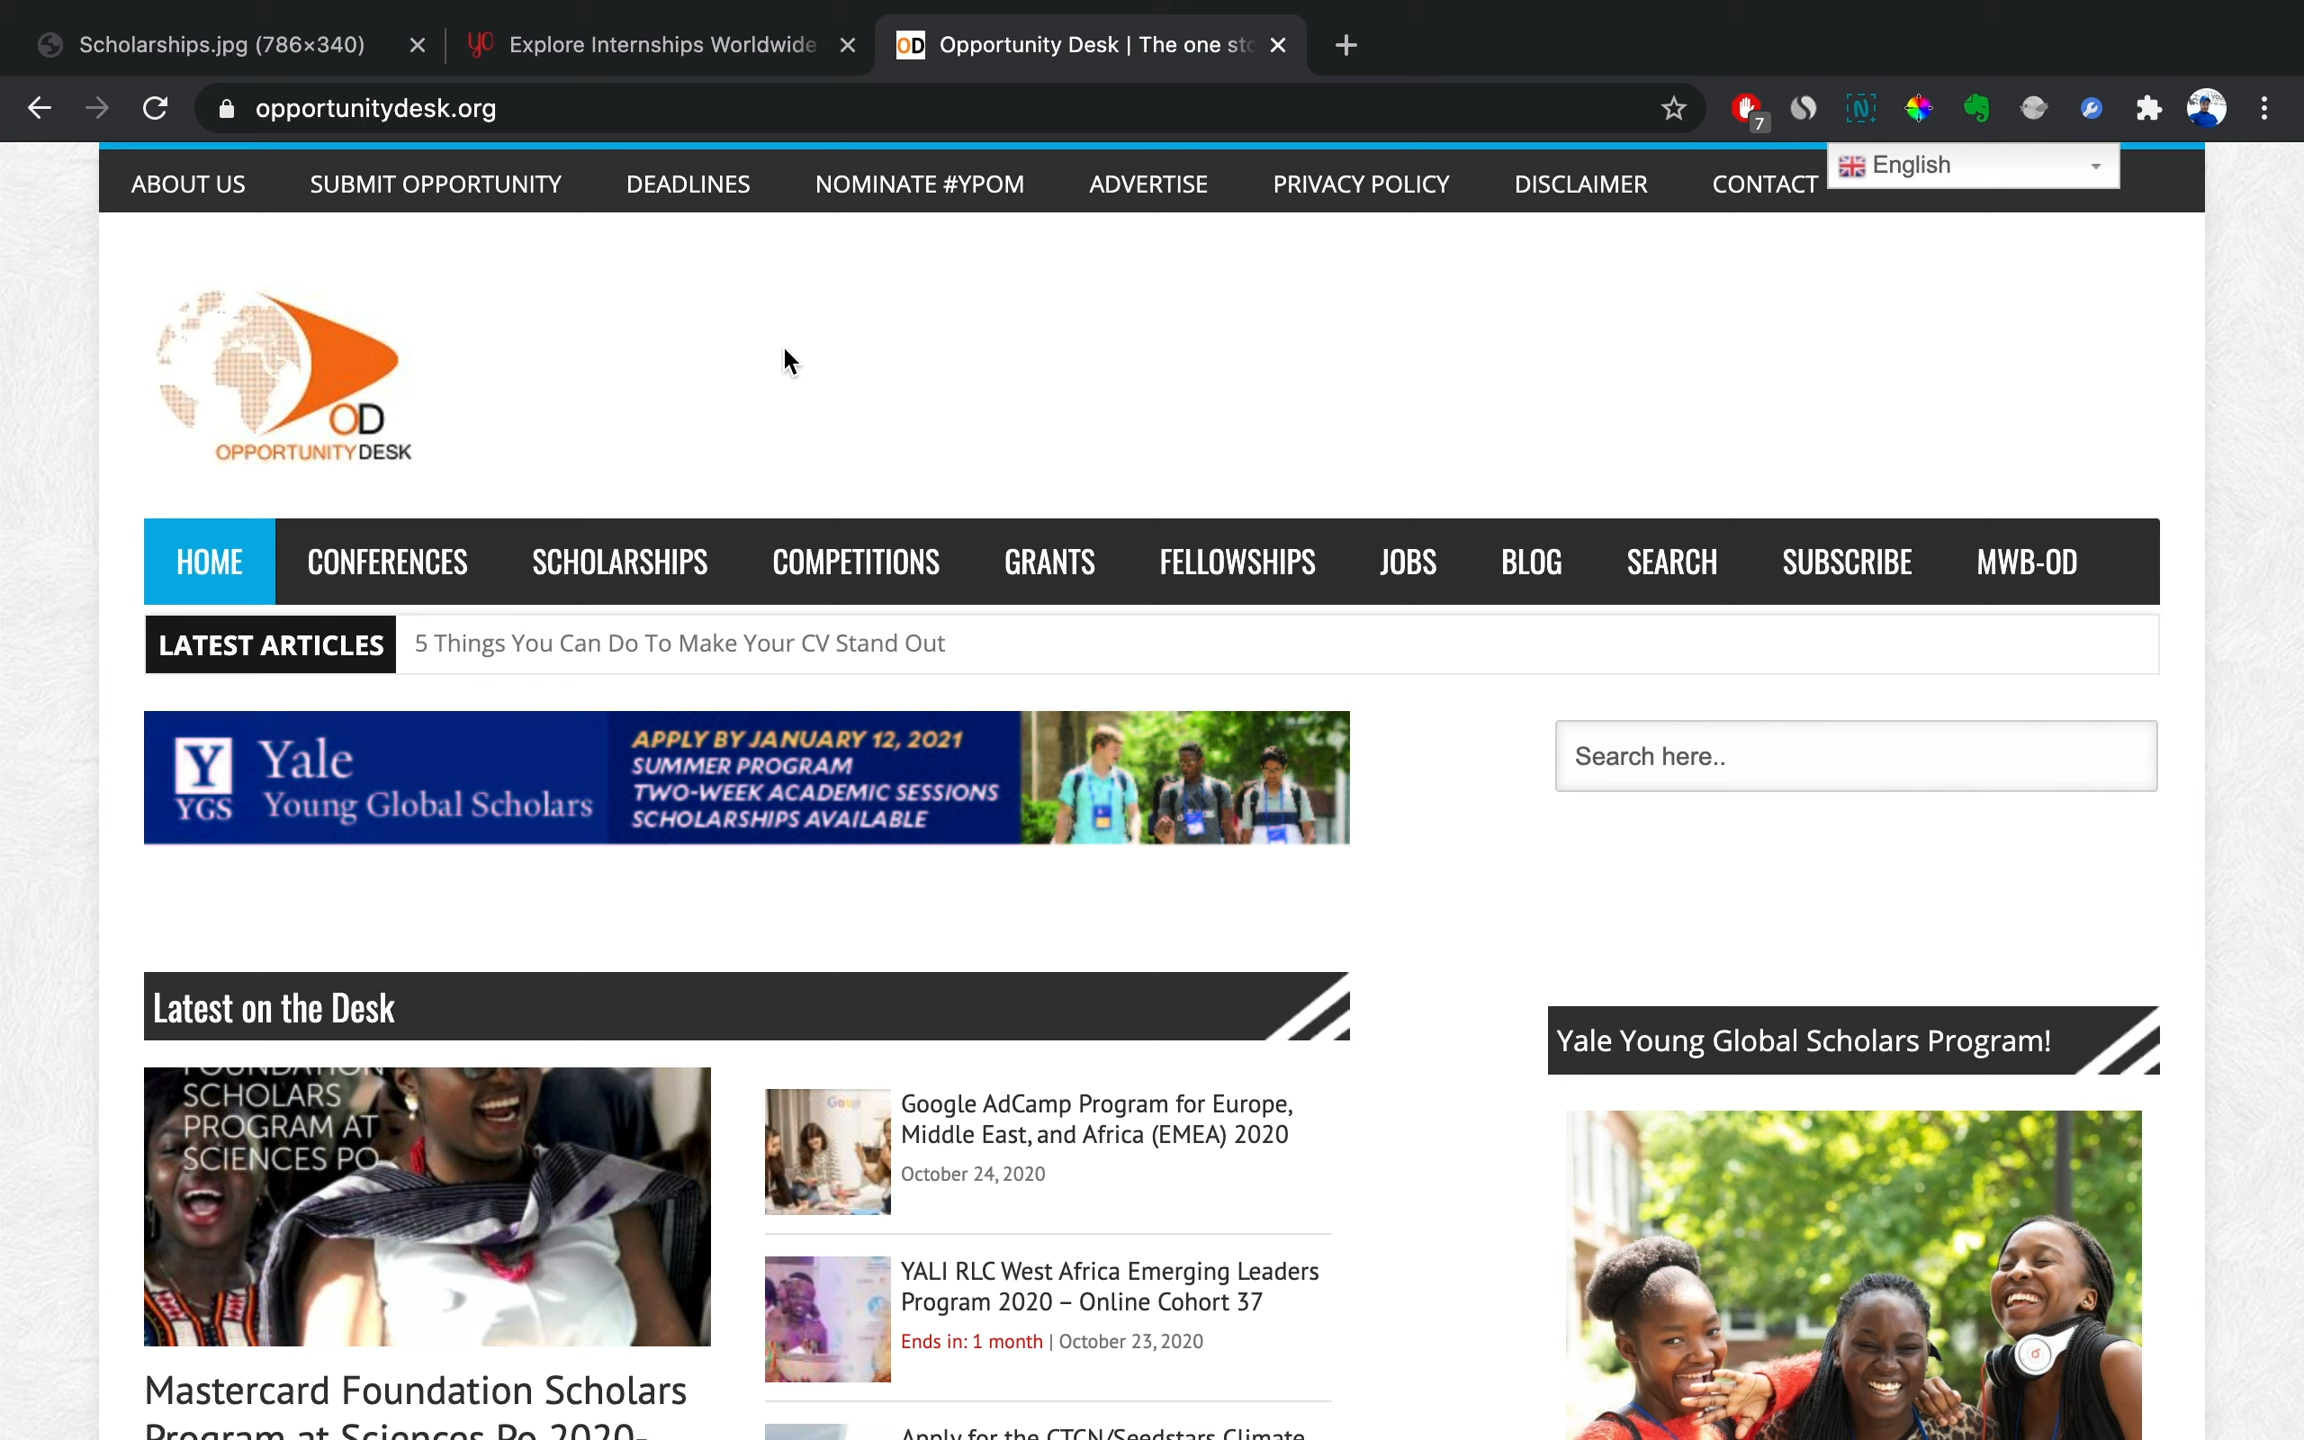 Scholarships.jpg (786×340)
Explore Internships Worldwide
OD Opportunity Desk | The one sto
opportunitydesk.org
7
ABOUT US SUBMIT OPPORTUNITY DEADLINES NOMINATE #YPOM ADVERTISE PRIVACY POLICY DISCLAIMER CONTACT
English
OD
OPPORTUNITYDESK
HOME CONFERENCES SCHOLARSHIPS COMPETITIONS GRANTS FELLOWSHIPS JOBS BLOG SEARCH SUBSCRIBE MWB-OD
LATEST ARTICLES 5 Things You Can Do To Make Your CV Stand Out
Y
YGS
Yale
Young Global Scholars
APPLY BY JANUARY 12, 2021
SUMMER PROGRAM
TWO-WEEK ACADEMIC SESSIONS
SCHOLARSHIPS AVAILABLE
Search here..
Latest on the Desk
Yale Young Global Scholars Program!
FOUNDATION
SCHOLARS
PROGRAM AT
SCIENCES PO
Mastercard Foundation Scholars
Program at Sciences Po 2020-
Google AdCamp Program for Europe,
Middle East, and Africa (EMEA) 2020
October 24, 2020
YALI RLC West Africa Emerging Leaders
Program 2020 – Online Cohort 37
Ends in: 1 month | October 23, 2020
Apply for the CTCN/Seedstars Climate